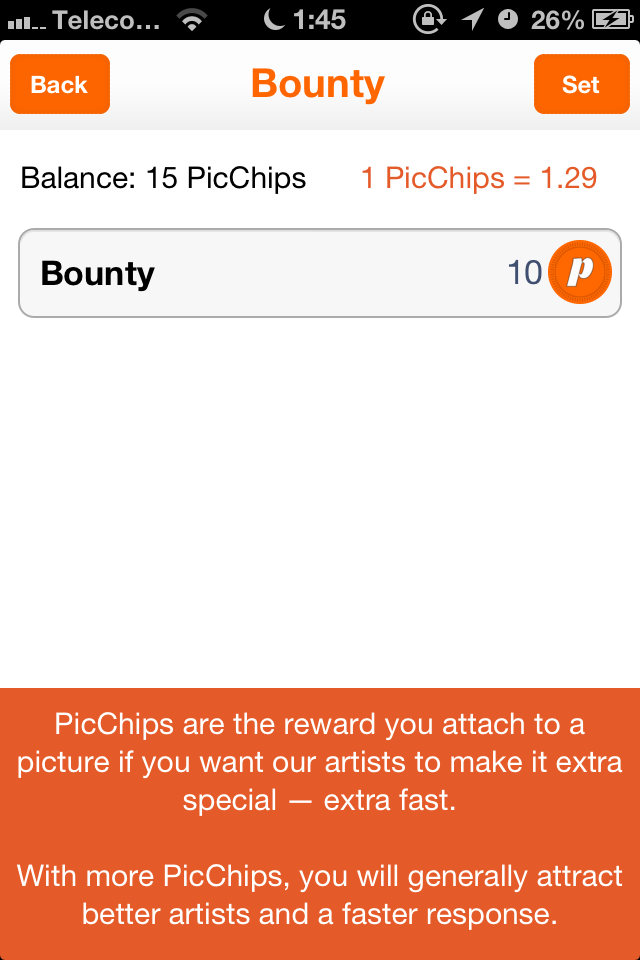 Teleco... 1:45 26%
Back Bounty Set
Balance: 15 PicChips 1 PicChips = 1.29
Bounty 10 p
PicChips are the reward you attach to a
picture if you want our artists to make it extra
special — extra fast.
With more PicChips, you will generally attract
better artists and a faster response.